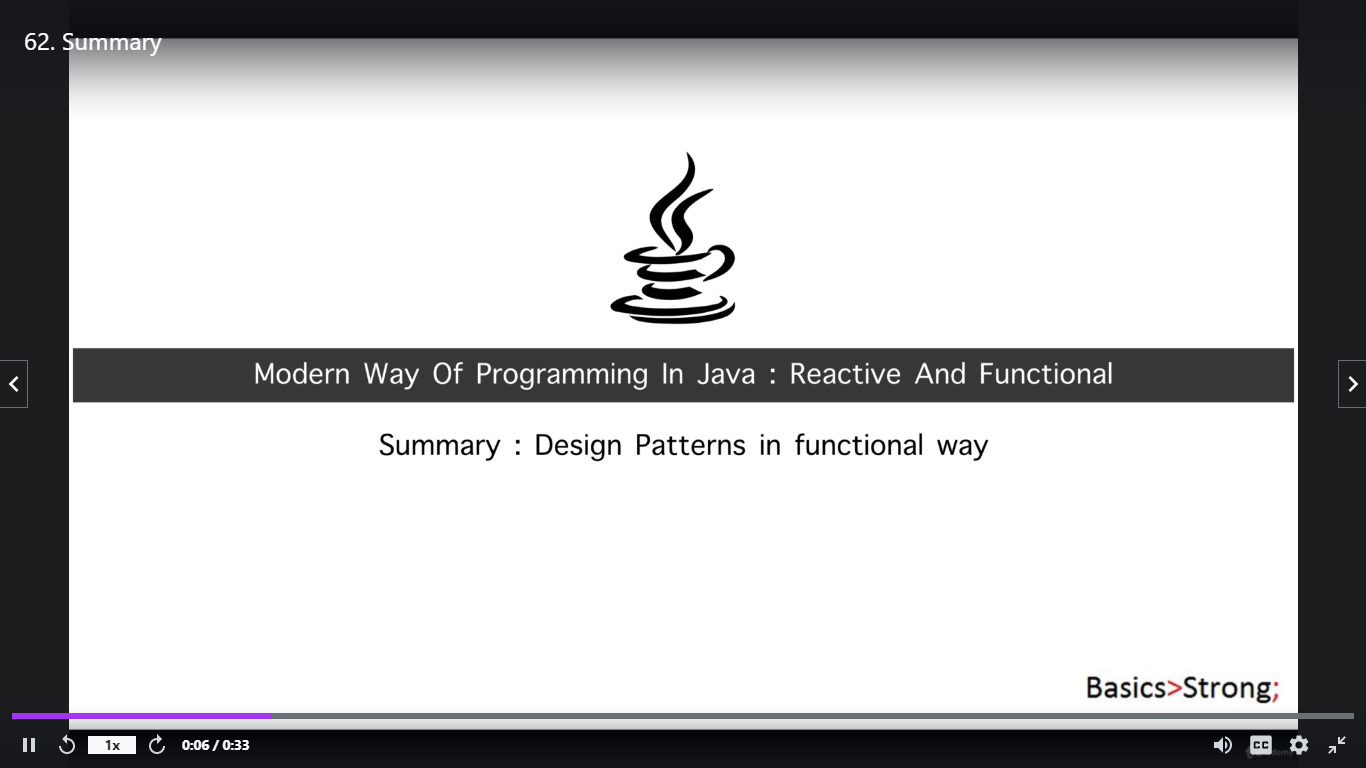 62. Summary
Modern Way Of Programming In Java : Reactive And Functional
Summary : Design Patterns in functional way
Basics>Strong;
1x
0:06 / 0:33
CC